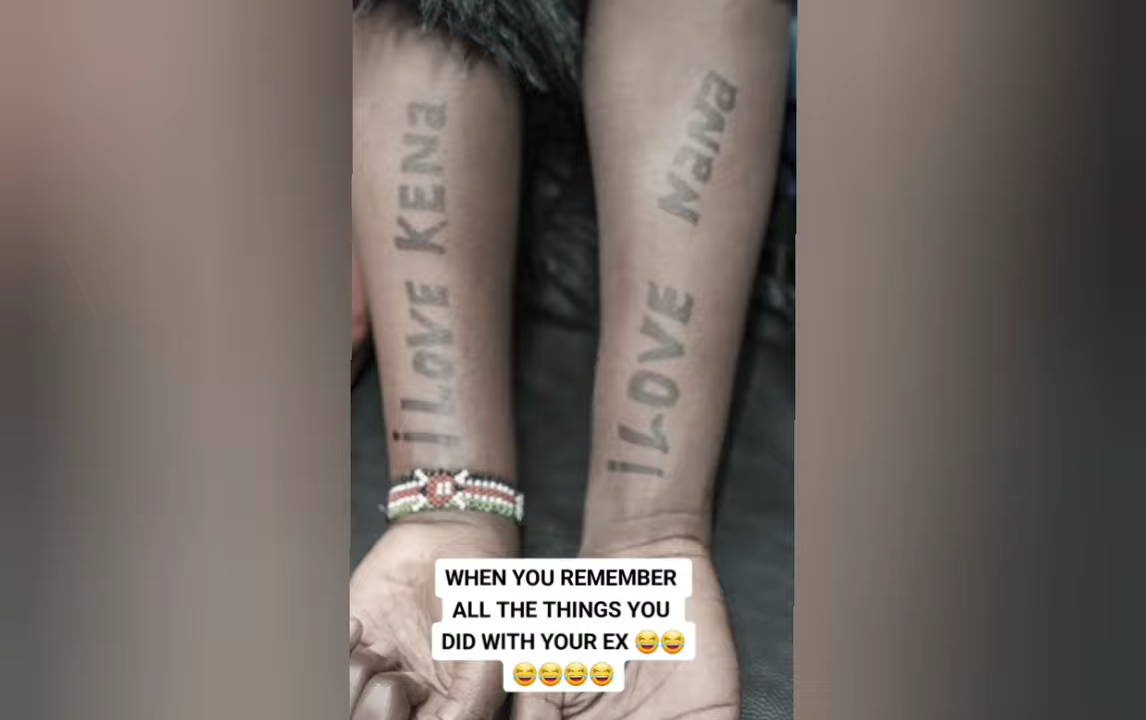 i LOVE KENa
i LOVE NaNa
WHEN YOU REMEMBER
ALL THE THINGS YOU
DID WITH YOUR EX 😂😂
😂😂😂😂